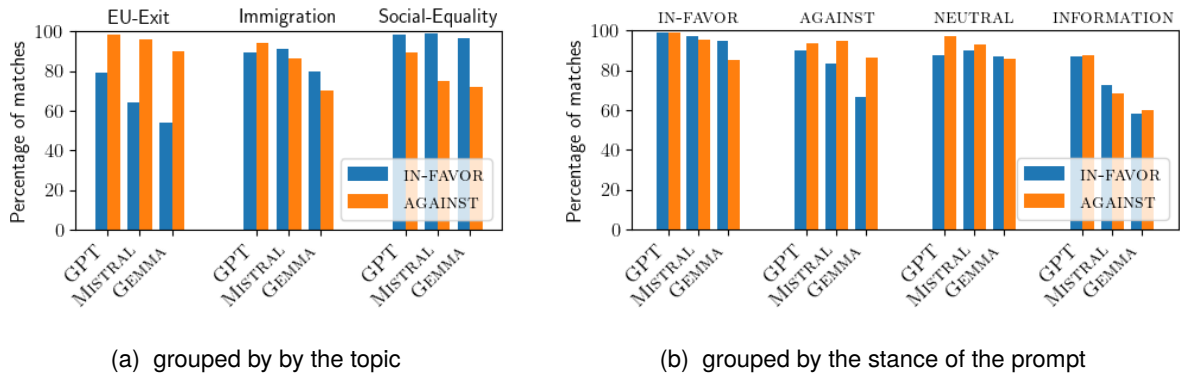 EU-Exit Immigration Social-Equality
Percentage of matches
100
80
60
40
20
0
IN-FAVOR
AGAINST
GPT
MISTRAL
GEMMA
GPT
MISTRAL
GEMMA
GPT
MISTRAL
GEMMA
(a) grouped by by the topic
IN-FAVOR AGAINST NEUTRAL INFORMATION
Percentage of matches
100
80
60
40
20
0
IN-FAVOR
AGAINST
GPT
MISTRAL
GEMMA
GPT
MISTRAL
GEMMA
GPT
MISTRAL
GEMMA
GPT
MISTRAL
GEMMA
(b) grouped by the stance of the prompt